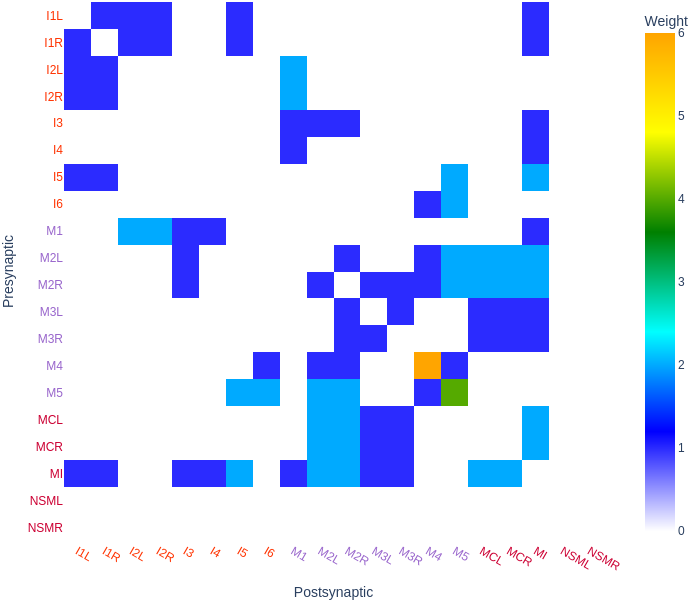 Weight
I1L
I1R
I2L
I2R
I3
I4
I5
I6
M1
M2L
M2R
M3L
M3R
M4
M5
MCL
MCR
MI
NSML
NSMR
Presynaptic
I1L I1R I2L I2R I3 I4 I5 I6 M1 M2L M2R M3L M3R M4 M5 MCL MCR MI NSML NSMR
Postsynaptic
6
5
4
3
2
1
0